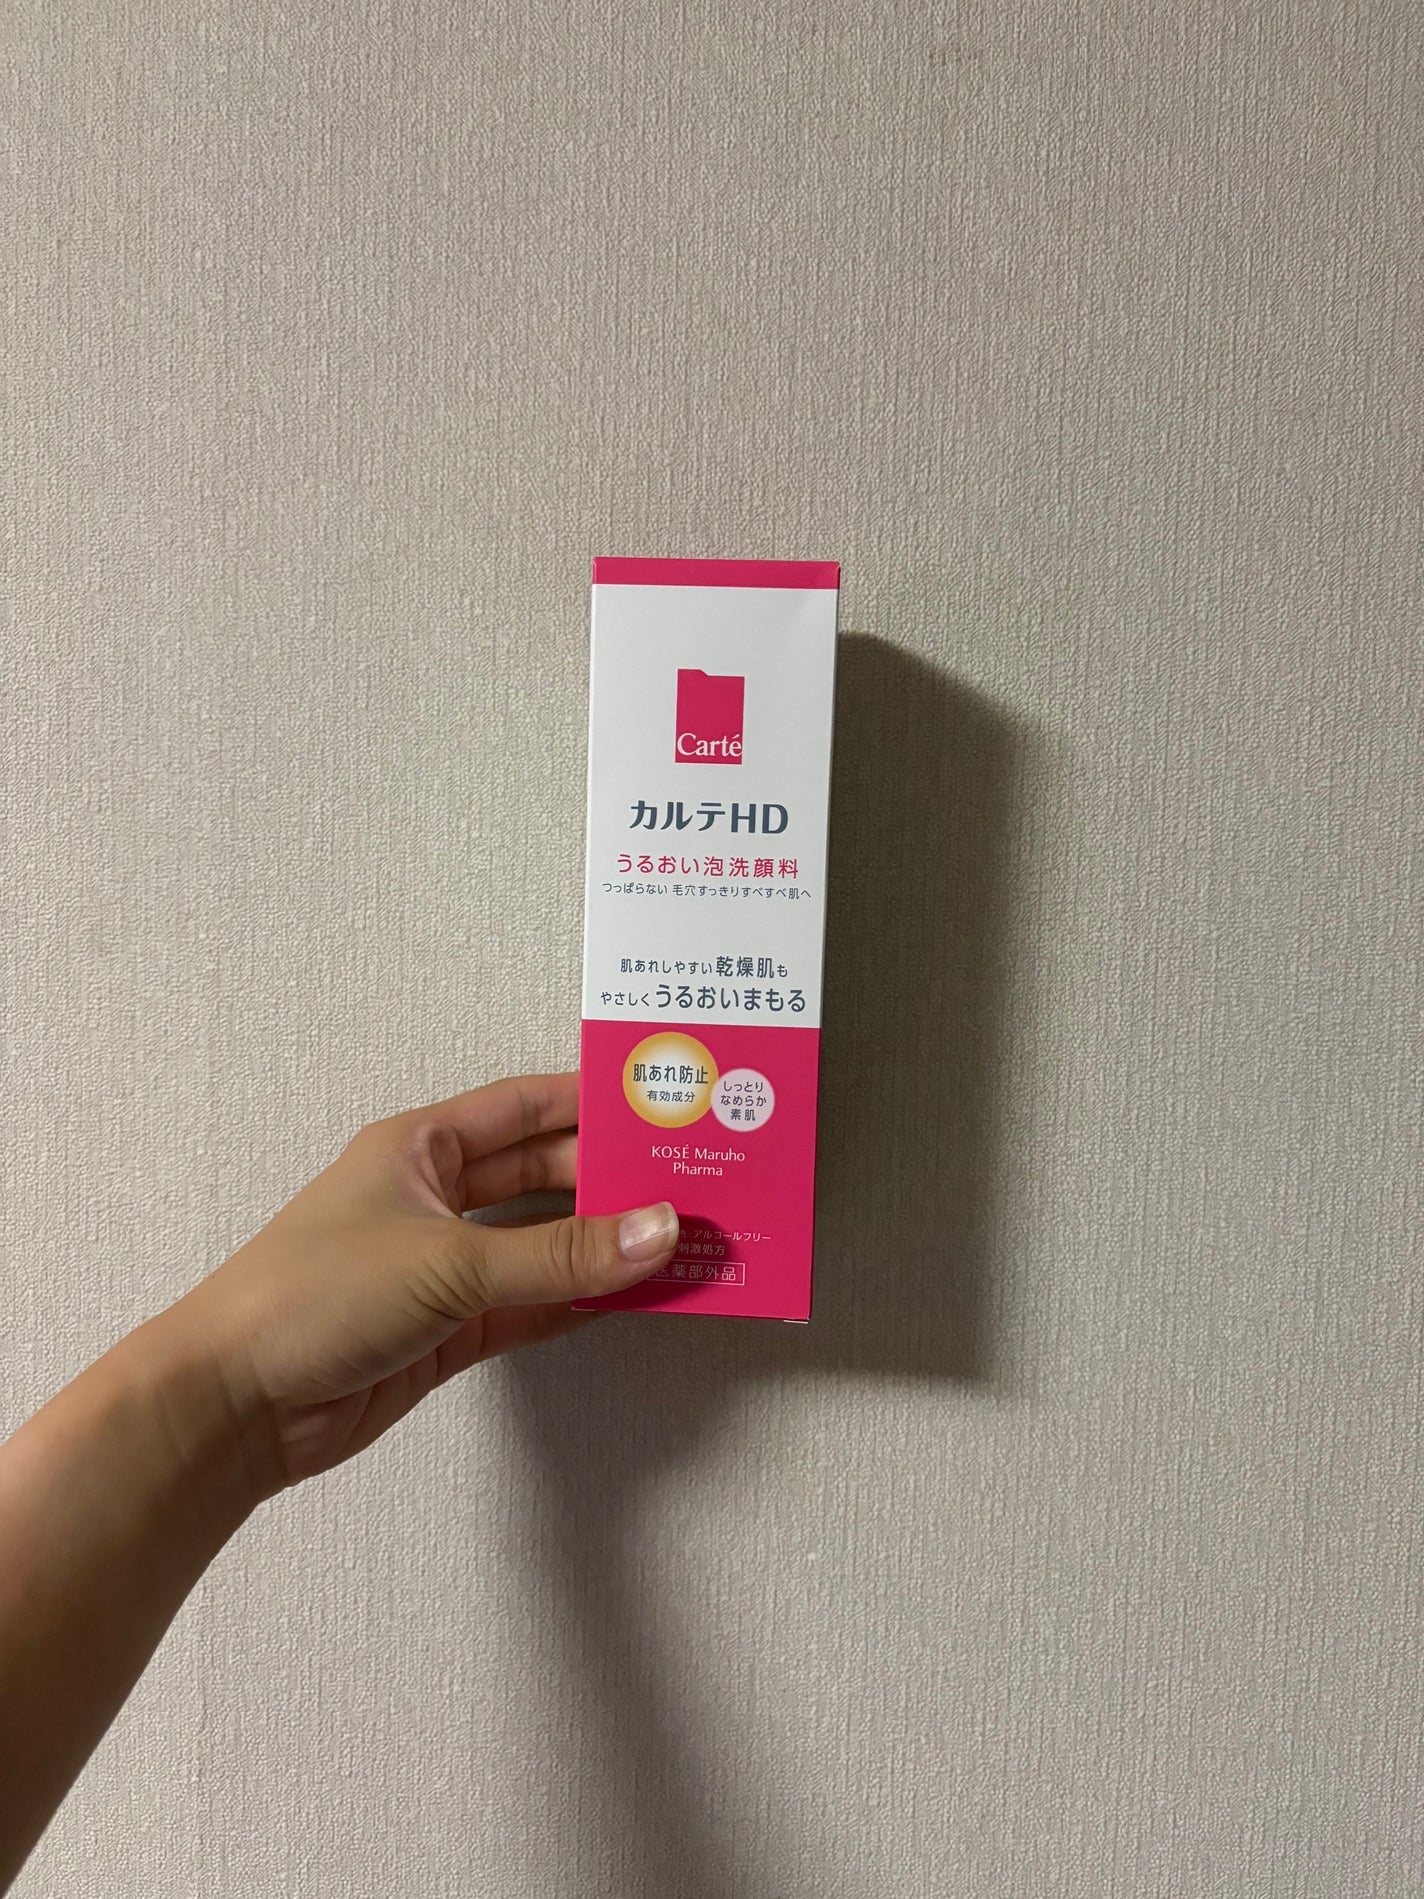 Carté
カルテHD
うるおい泡洗顔料
つっぱらない 毛穴すっきりすべすべ肌へ
肌あれしやすい乾燥肌も
やさしくうるおいまもる
肌あれ防止
有効成分
しっとり
なめらか
素肌
KOSÉ Maruho
Pharma
アルコールフリー
刺激処方
医薬部外品